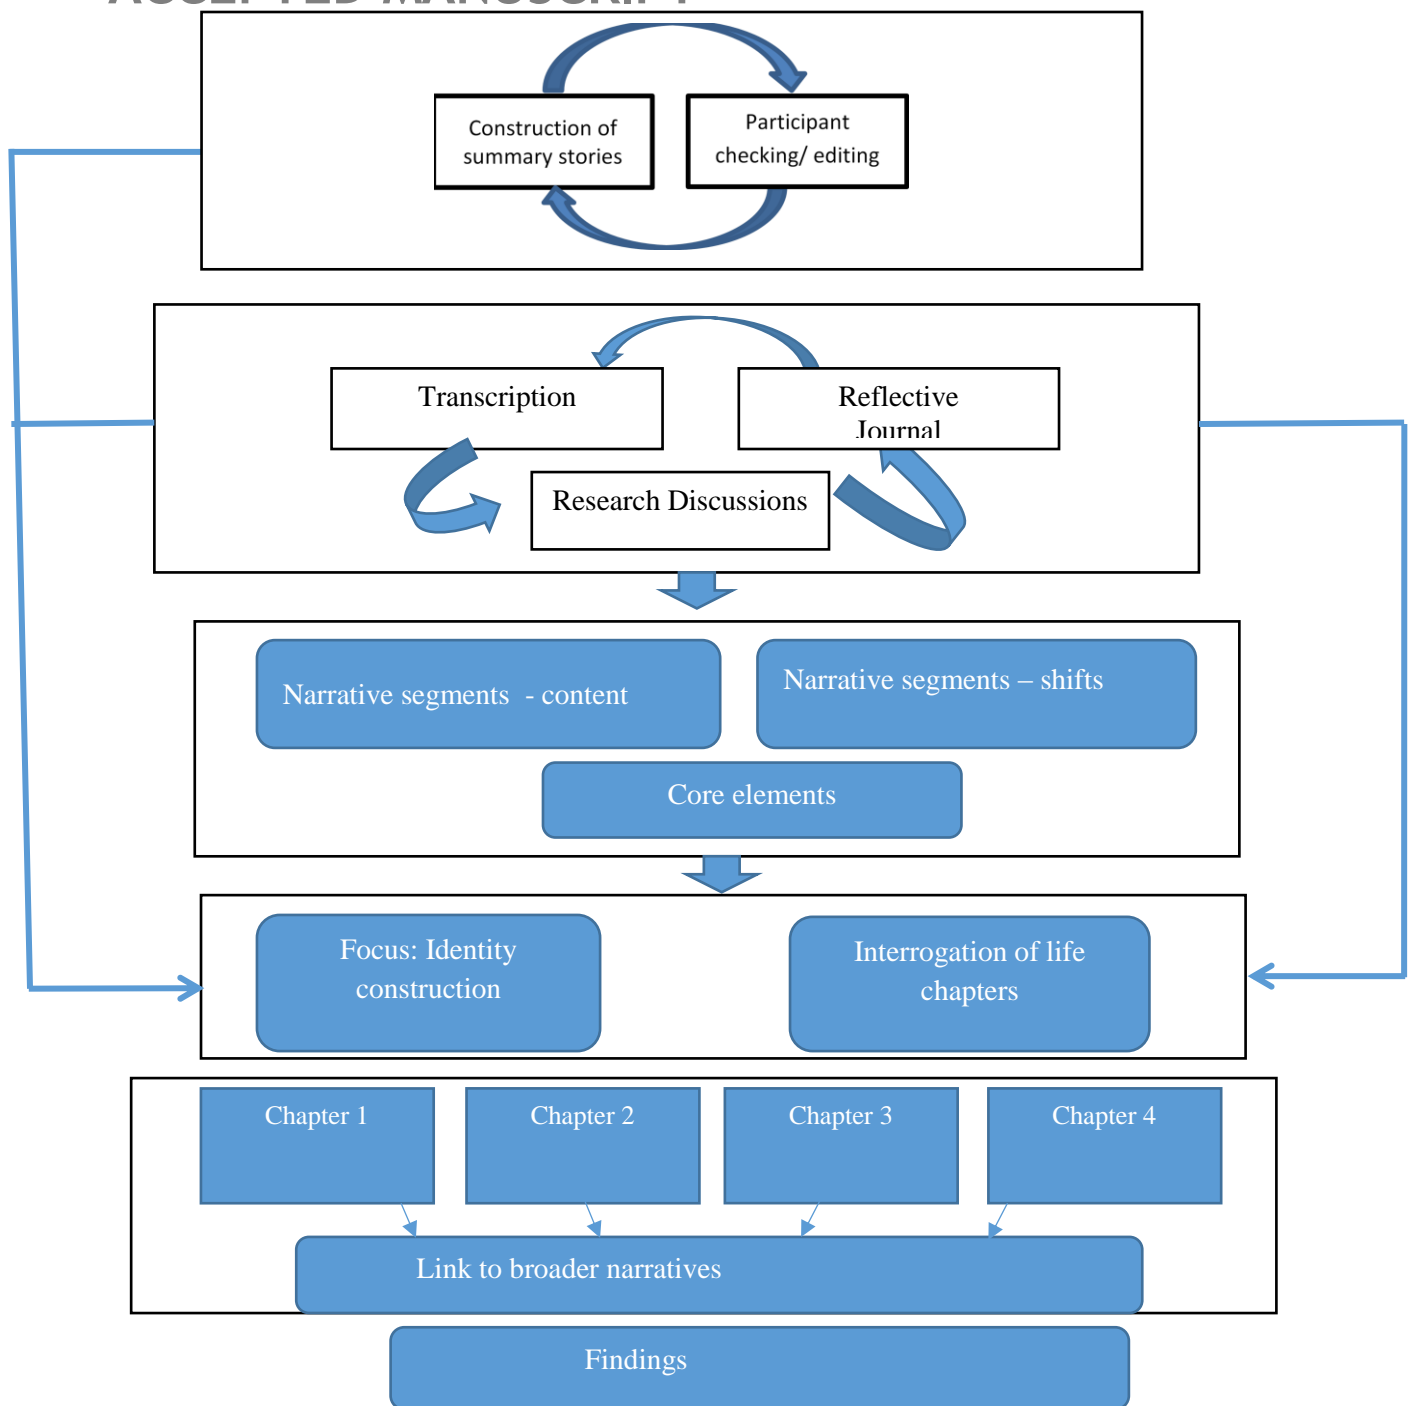 ACCEPTED MANUSCRIPT
Construction of
summary stories
Participant
checking/ editing
Transcription
Reflective
Journal
Research Discussions
Narrative segments - content
Narrative segments – shifts
Core elements
Focus: Identity
construction
Interrogation of life
chapters
Chapter 1
Chapter 2
Chapter 3
Chapter 4
Link to broader narratives
Findings